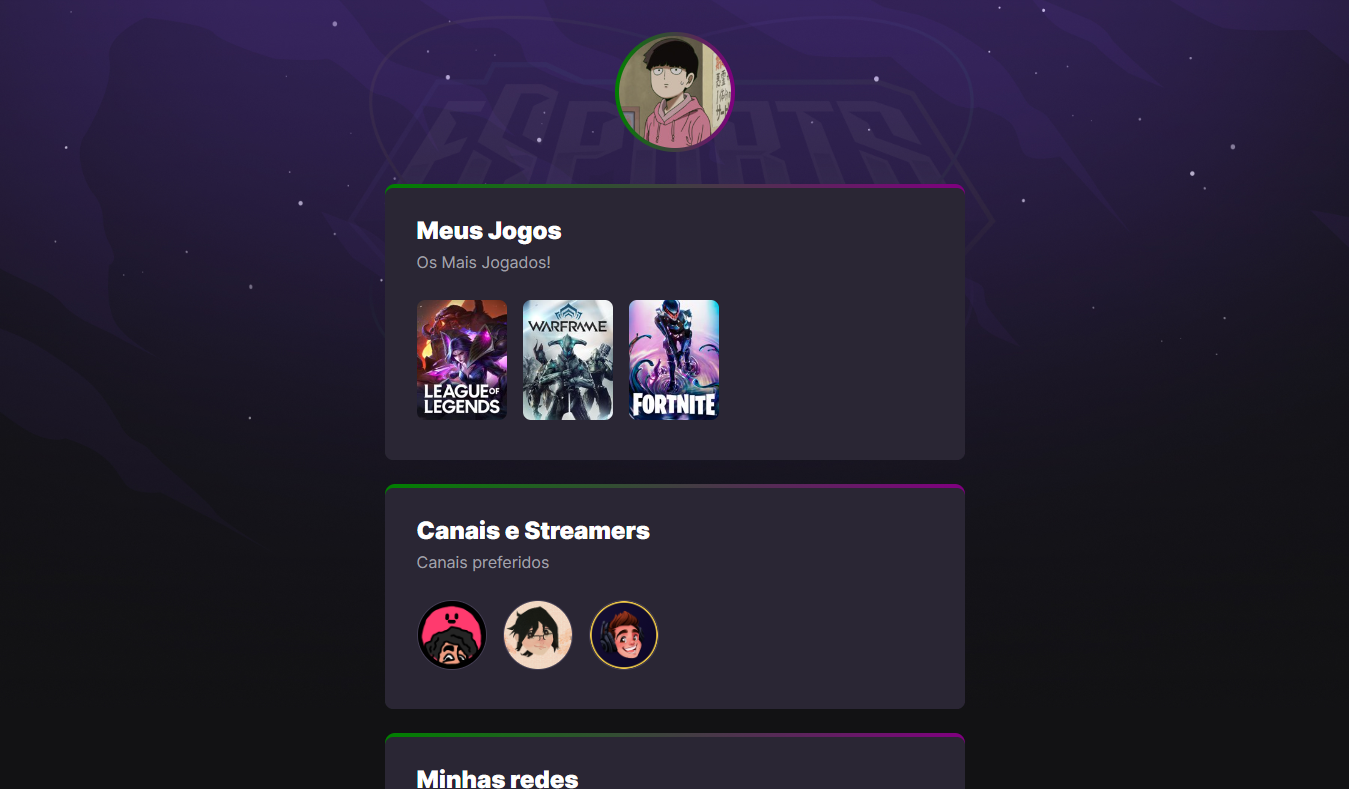 ESPORTS
Meus Jogos
Os Mais Jogados!
LEAGUE OF
LEGENDS
WARFRAME
FORTNITE
Canais e Streamers
Canais preferidos
Minhas redes